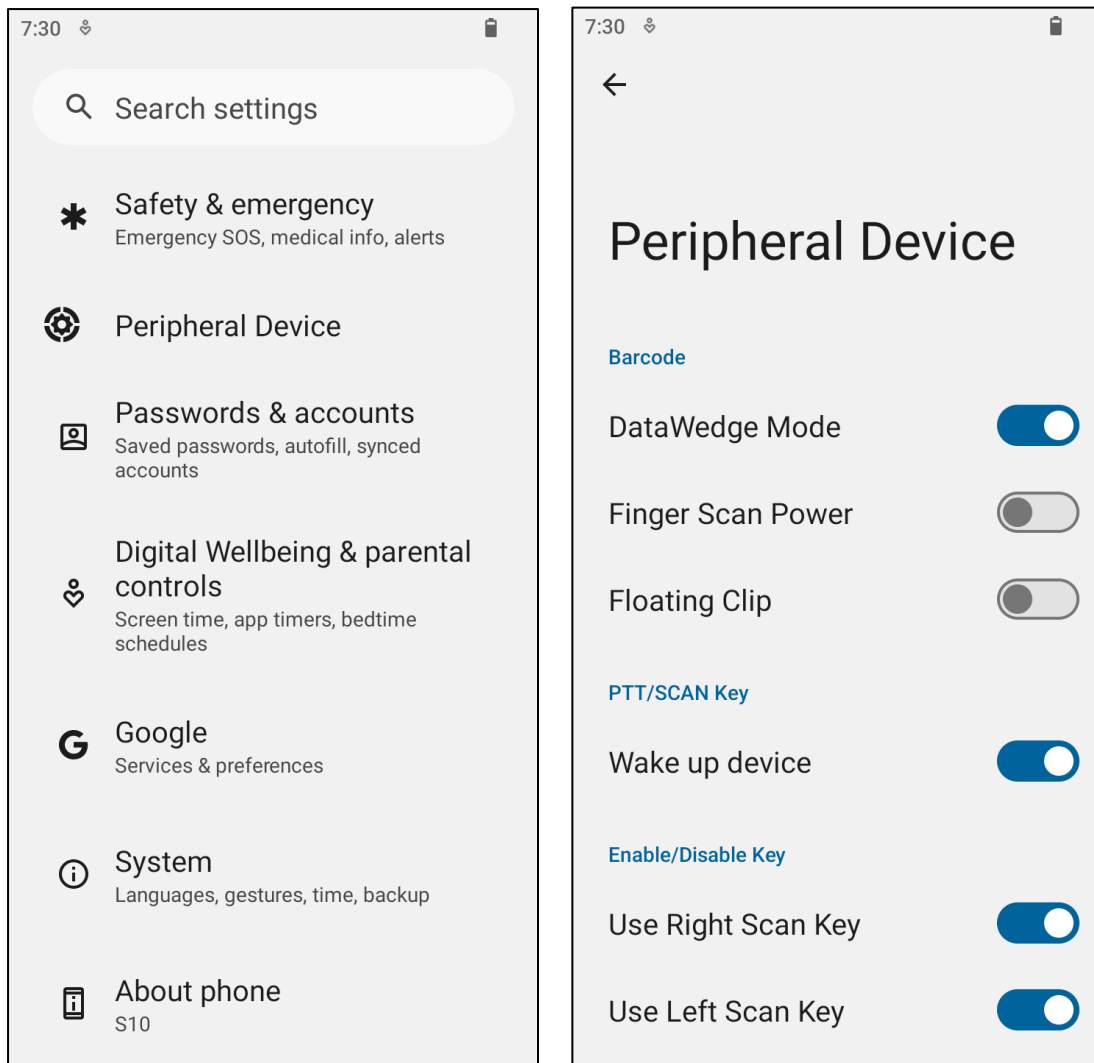 7:30
Search settings
Safety & emergency
Emergency SOS, medical info, alerts
Peripheral Device
Passwords & accounts
Saved passwords, autofill, synced
accounts
Digital Wellbeing & parental
controls
Screen time, app timers, bedtime
schedules
Google
Services & preferences
System
Languages, gestures, time, backup
About phone
S10
7:30
Peripheral Device
Barcode
DataWedge Mode
Finger Scan Power
Floating Clip
PTT/SCAN Key
Wake up device
Enable/Disable Key
Use Right Scan Key
Use Left Scan Key